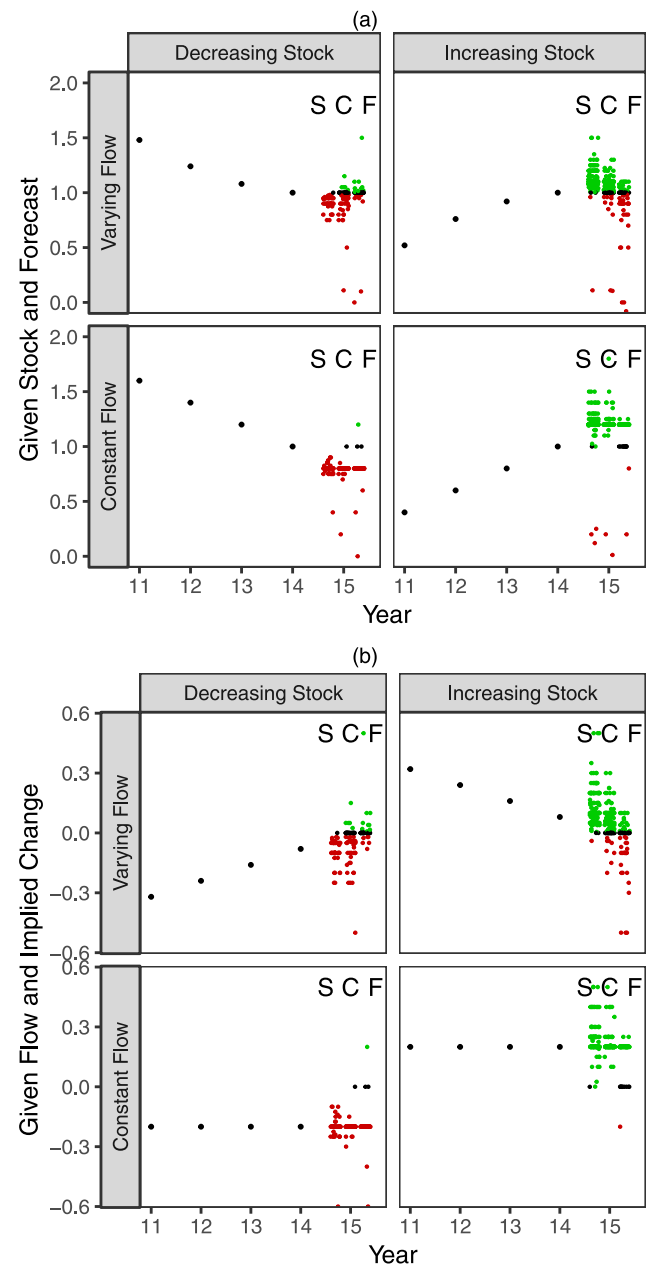 (a)
Decreasing Stock Increasing Stock
Given Stock and Forecast
Varying Flow
2.0
1.5
1.0
0.5
0.0
S C F
S C F
Constant Flow
2.0
1.5
1.0
0.5
0.0
S C F
S C F
11 12 13 14 15 11 12 13 14 15
Year
(b)
Decreasing Stock Increasing Stock
Given Flow and Implied Change
Varying Flow
0.6
0.3
0.0
−0.3
−0.6
S C F
S C F
Constant Flow
0.6
0.3
0.0
−0.3
−0.6
S C F
S C F
11 12 13 14 15 11 12 13 14 15
Year